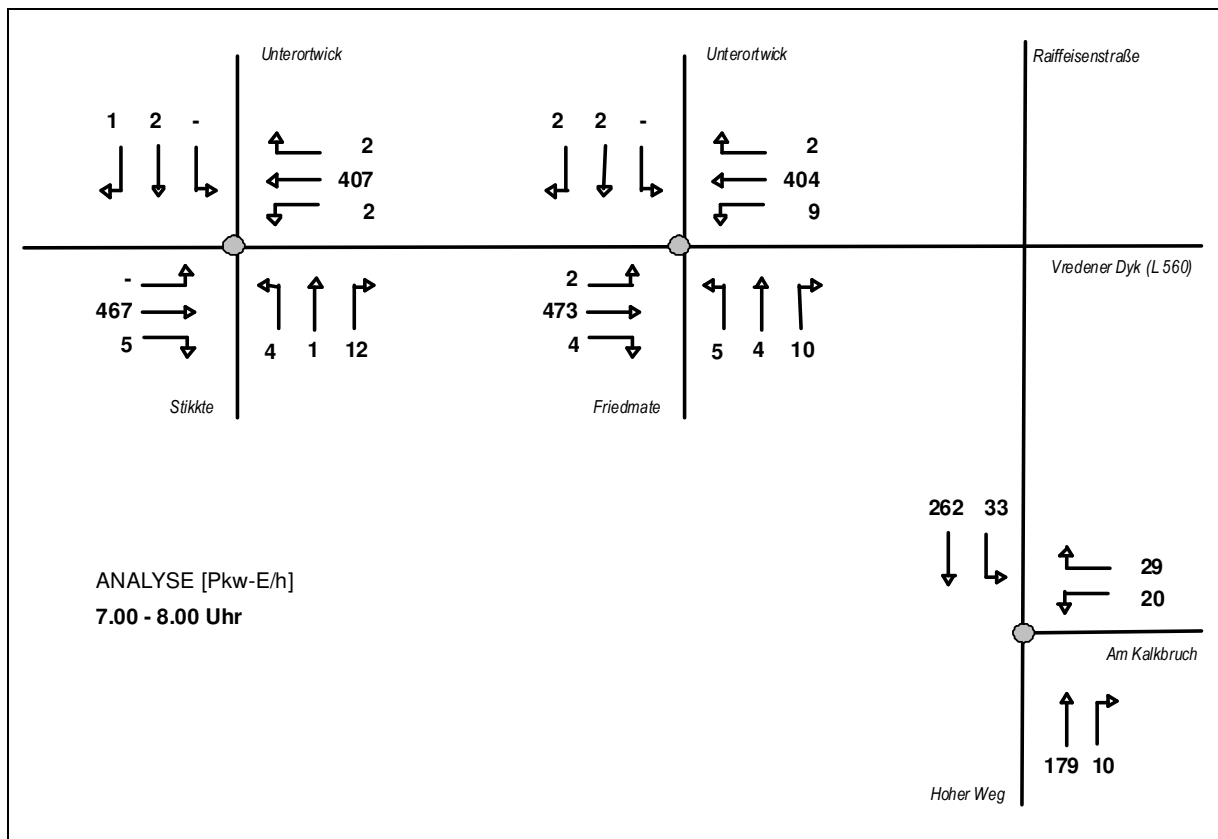 Unterortwick
Unterortwick
Raiffeisenstraße
1 2 -
2
407
2
2 2 -
2
404
9
Vredener Dyk (L 560)
-
467
5
4 1 12
2
473
4
5 4 10
Stikkte
Friedmate
262 33
29
20
ANALYSE [Pkw-E/h]
7.00 - 8.00 Uhr
Am Kalkbruch
179 10
Hoher Weg